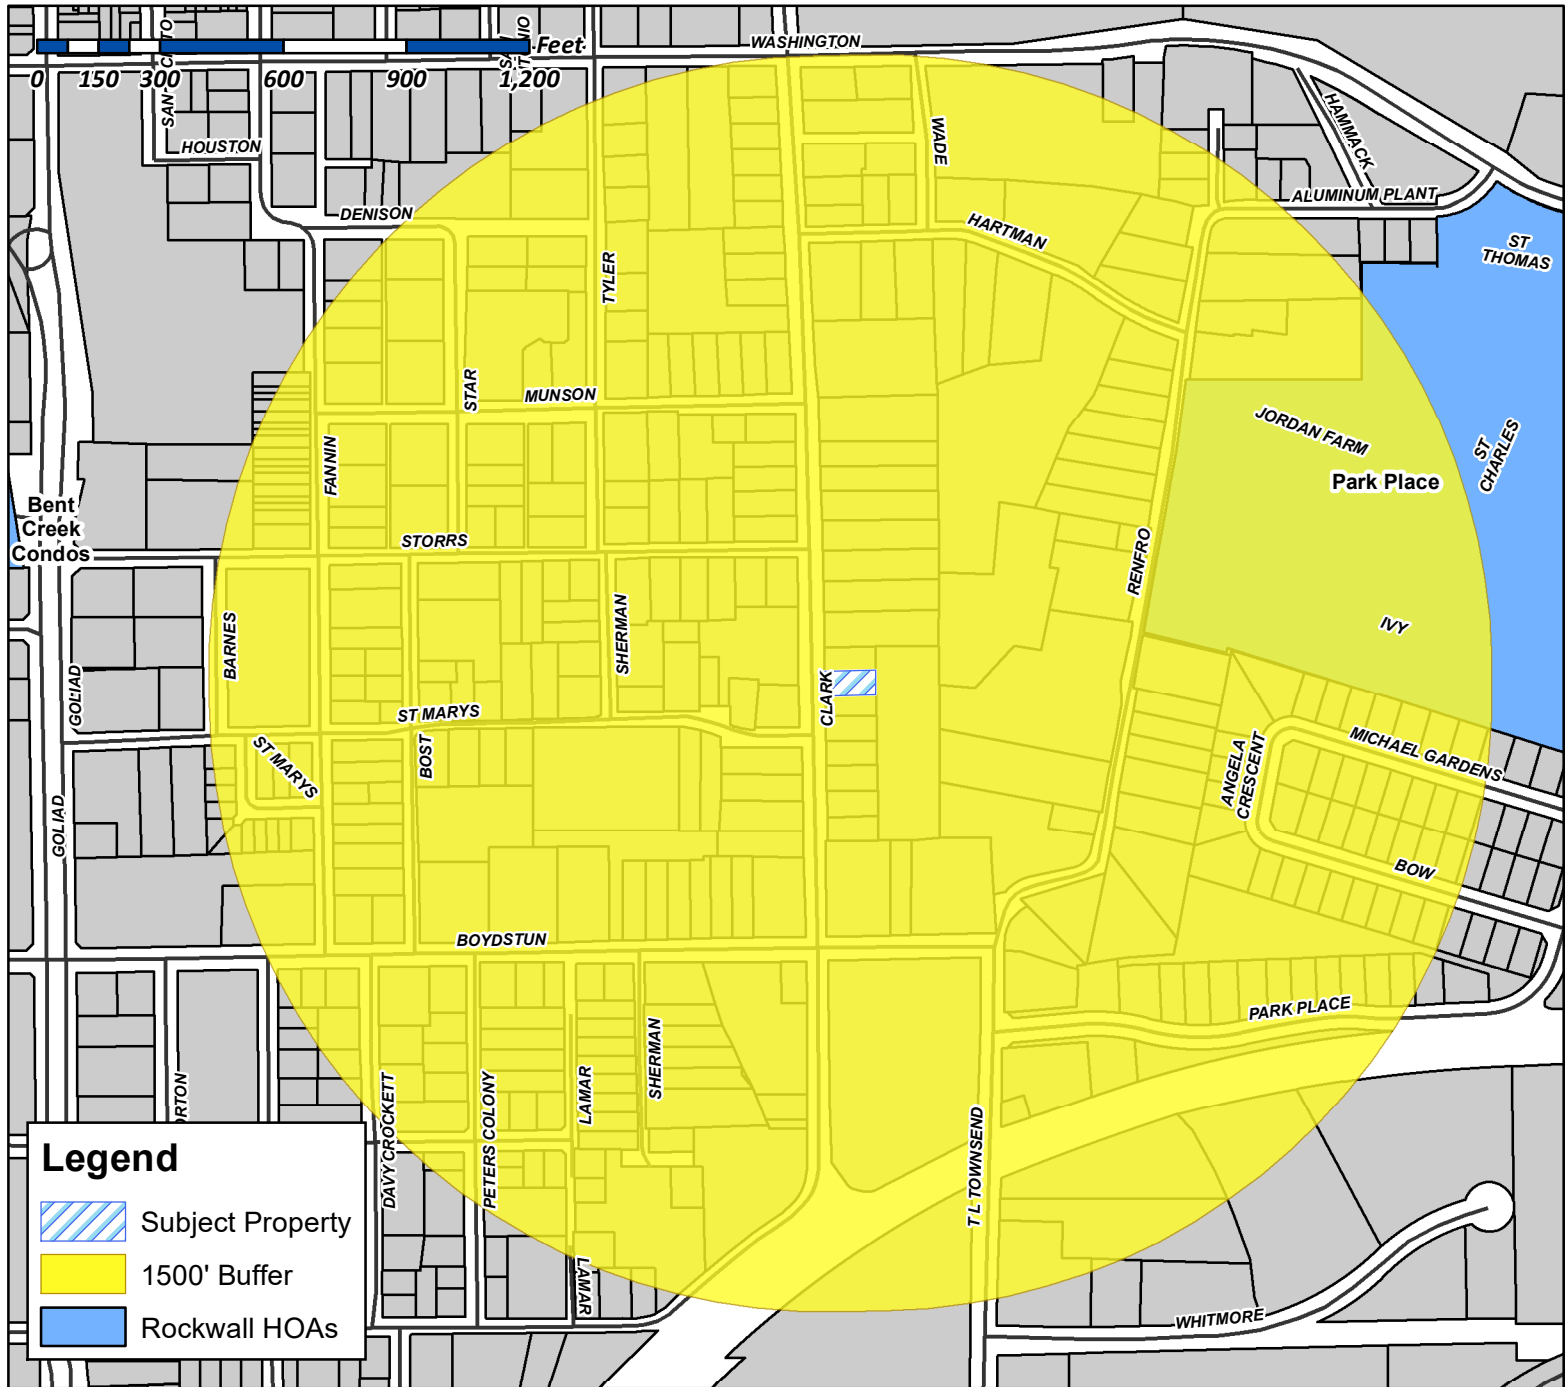 WASHINGTON
Feet
0 150 300 600 900 1,200
HOUSTON
HAMMACK
WADE
ALUMINUM PLANT
DENISON
HARTMAN
ST
THOMAS
TYLER
STAR
MUNSON
JORDAN FARM
ST
CHARLES
FANNIN
Park Place
Bent
Creek
Condos
STORRS
RENFRO
BARNES
SHERMAN
IVY
GOLIAD
CLARK
ST MARYS
BOST
ST MARYS
ANGELA
CRESCENT
MICHAEL GARDENS
GOLIAD
BOW
BOYDSTUN
PARK PLACE
SHERMAN
LAMAR
DAVY CROCKETT
PETERS COLONY
T L TOWNSEND
LAMAR
WHITMORE
Legend
Subject Property
1500' Buffer
Rockwall HOAs